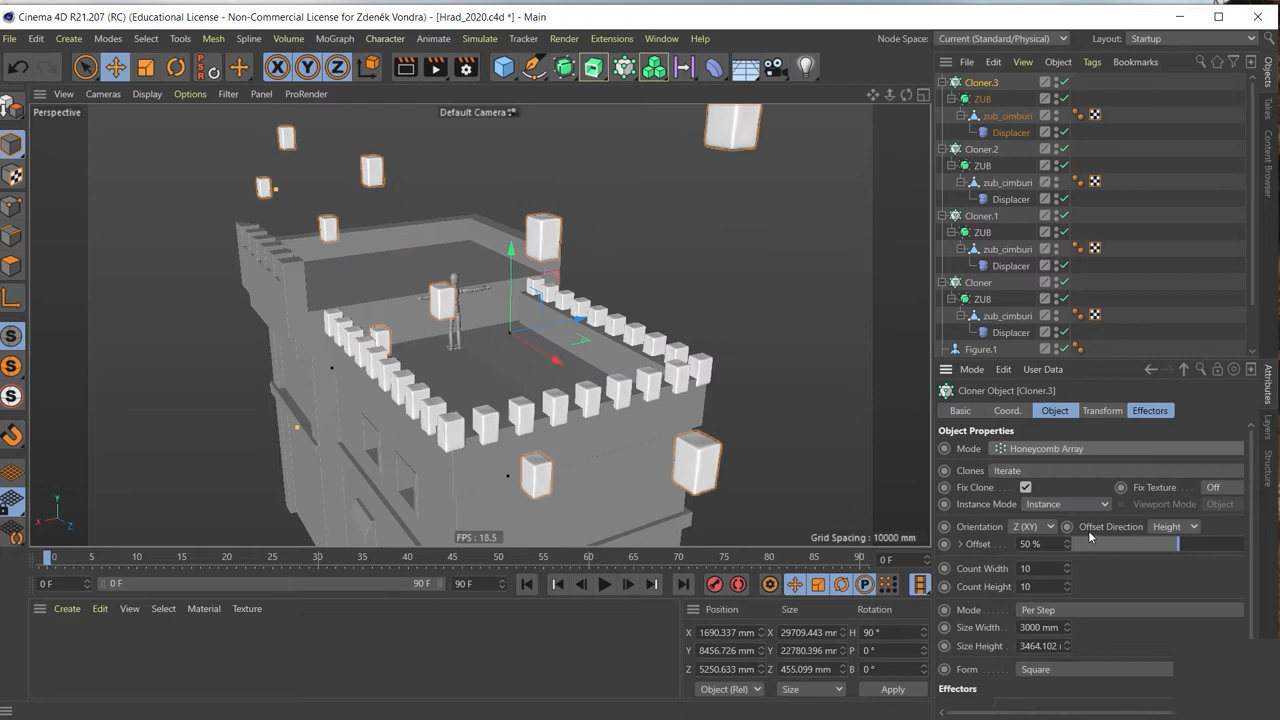 Cinema 4D R21.207 (RC) (Educational License - Non-Commercial License for Zdeněk Vondra) - [Hrad_2020.c4d *] - Main
File Edit Create Modes Select Tools Mesh Spline Volume MoGraph Character Animate Simulate Tracker Render Extensions Window Help Node Space: Current (Standard/Physical) Layout: Startup
X Y Z PSR
View Cameras Display Options Filter Panel ProRender
Perspective
Default Camera
File Edit View Object Tags Bookmarks
Cloner.3
ZUB
zub_cimburi
Displacer
Cloner.2
ZUB
zub_cimburi
Displacer
Cloner.1
ZUB
zub_cimburi
Displacer
Cloner
ZUB
zub_cimburi
Displacer
Figure.1
Objects
Content Browser
Mode Edit User Data
Cloner Object [Cloner.3]
Basic Coord. Object Transform Effectors
Object Properties
Mode Honeycomb Array
Clones Iterate
Fix Clone Fix Texture Off
Instance Mode Instance Viewport Mode Object
Orientation Z (XY) Offset Direction Height
Offset 50 %
Count Width 10
Count Height 10
Mode Per Step
Size Width 3000 mm
Size Height 3464.102
Form Square
Effectors
Attributes
Layers
Structure
FPS : 18.5
Grid Spacing : 10000 mm
Y
X Z
0 5 10 15 20 25 30 35 40 45 50 55 60 65 70 75 80 85 90 0 F
0 F 0 F 90 F 90 F
Create Edit View Select Material Texture
Position Size Rotation
X 1690.337 mm X 29709.443 mm H 90 °
Y 8456.726 mm Y 22780.396 mm P 0 °
Z 5250.633 mm Z 455.099 mm B 0 °
Object (Rel) Size Apply